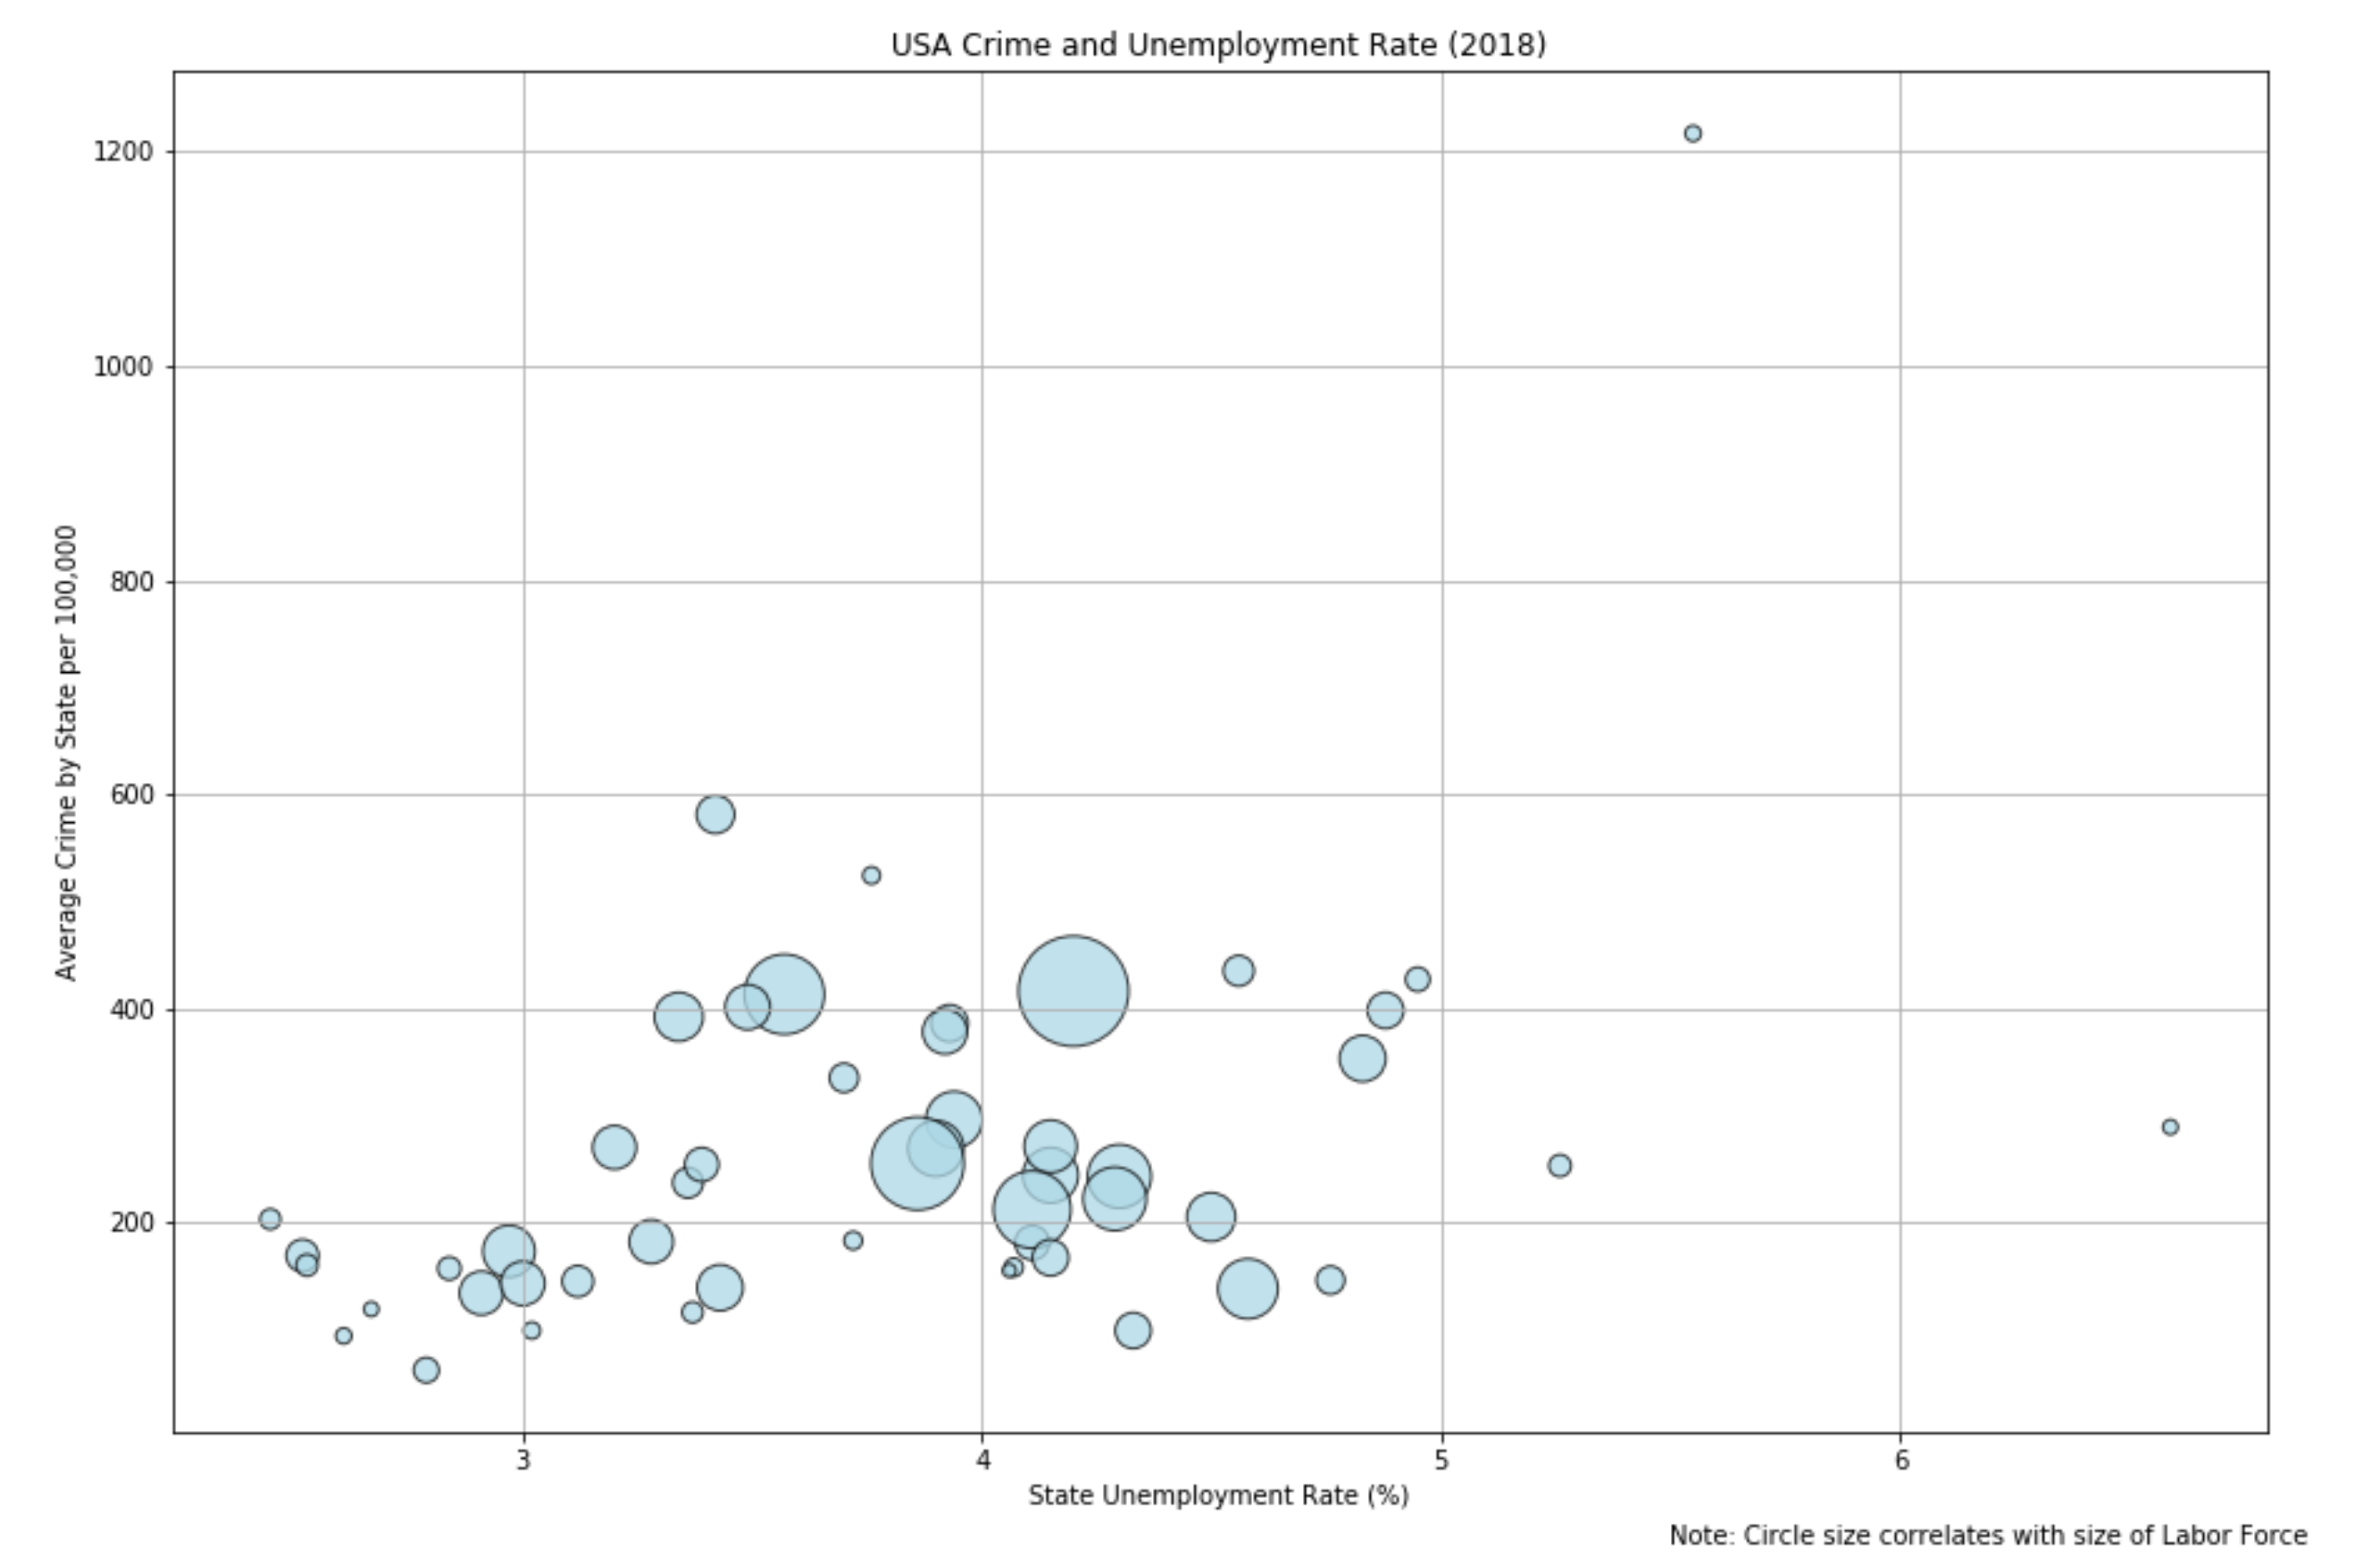 USA Crime and Unemployment Rate (2018)
Average Crime by State per 100,000
1200
1000
800
600
400
200
3 4 5 6
State Unemployment Rate (%)
Note: Circle size correlates with size of Labor Force